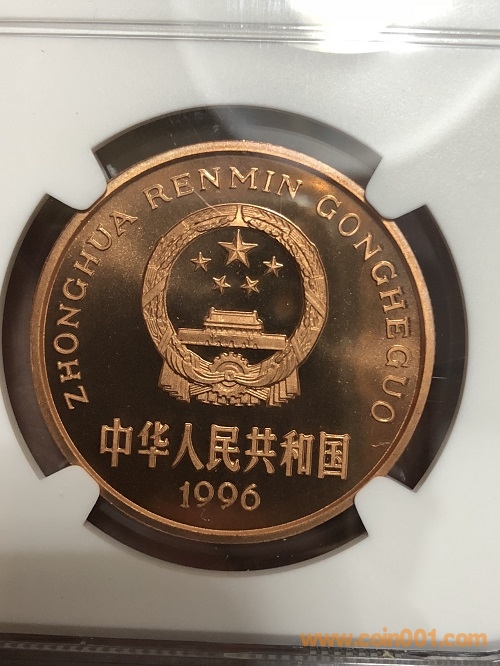 ZHONGHUA RENMIN GONGHEGUO
中华人民共和国
1996
www.coin001.com